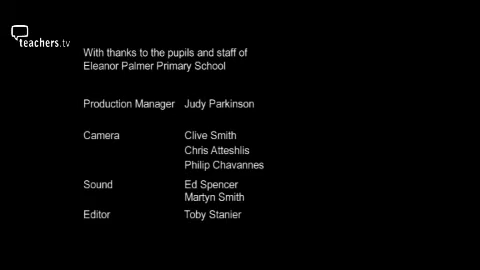 teachers.tv
With thanks to the pupils and staff of
Eleanor Palmer Primary School
Production Manager Judy Parkinson
Camera Clive Smith
Chris Atteshlis
Philip Chavannes
Sound Ed Spencer
Martyn Smith
Editor Toby Stanier